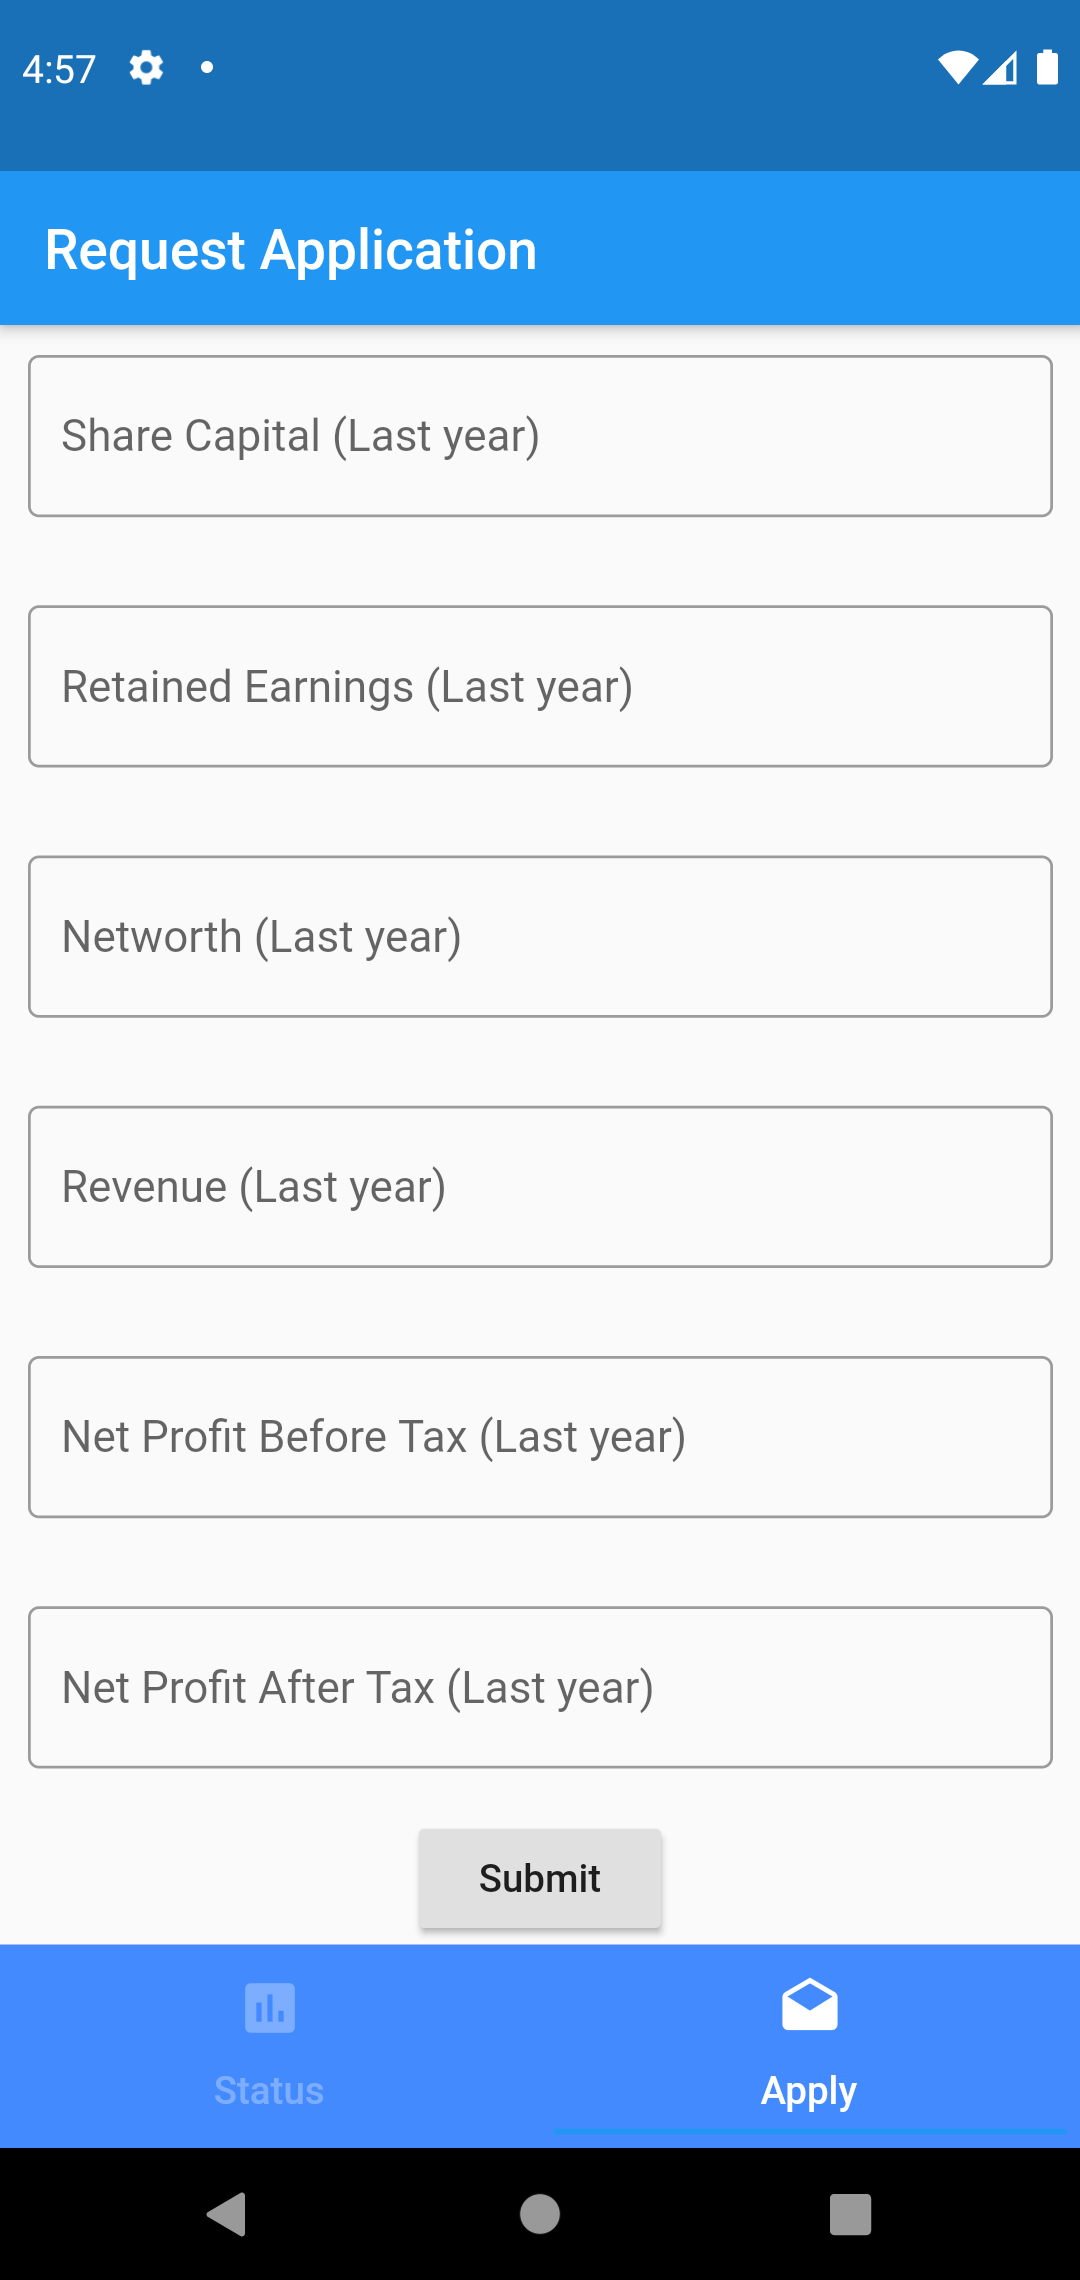 4:57
Request Application
Share Capital (Last year)
Retained Earnings (Last year)
Networth (Last year)
Revenue (Last year)
Net Profit Before Tax (Last year)
Net Profit After Tax (Last year)
Submit
Status
Apply